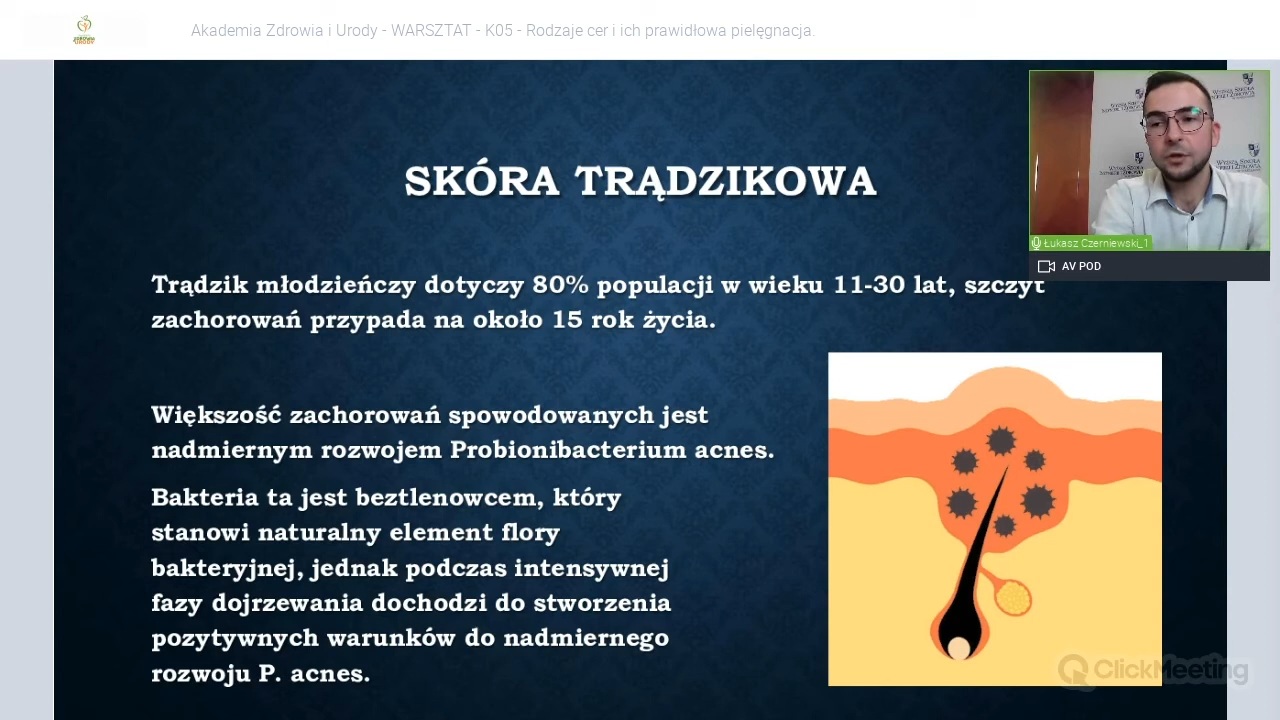 ZDROWIA
URODY
Akademia Zdrowia i Urody - WARSZTAT - K05 - Rodzaje cer i ich prawidłowa pielęgnacja.
SKÓRA TRĄDZIKOWA
Łukasz Czerniewski_1
AV POD
Trądzik młodzieńczy dotyczy 80% populacji w wieku 11-30 lat, szczyt
zachorowań przypada na około 15 rok życia.
Większość zachorowań spowodowanych jest
nadmiernym rozwojem Probionibacterium acnes.
Bakteria ta jest beztlenowcem, który
stanowi naturalny element flory
bakteryjnej, jednak podczas intensywnej
fazy dojrzewania dochodzi do stworzenia
pozytywnych warunków do nadmiernego
rozwoju P. acnes.
ClickMeeting